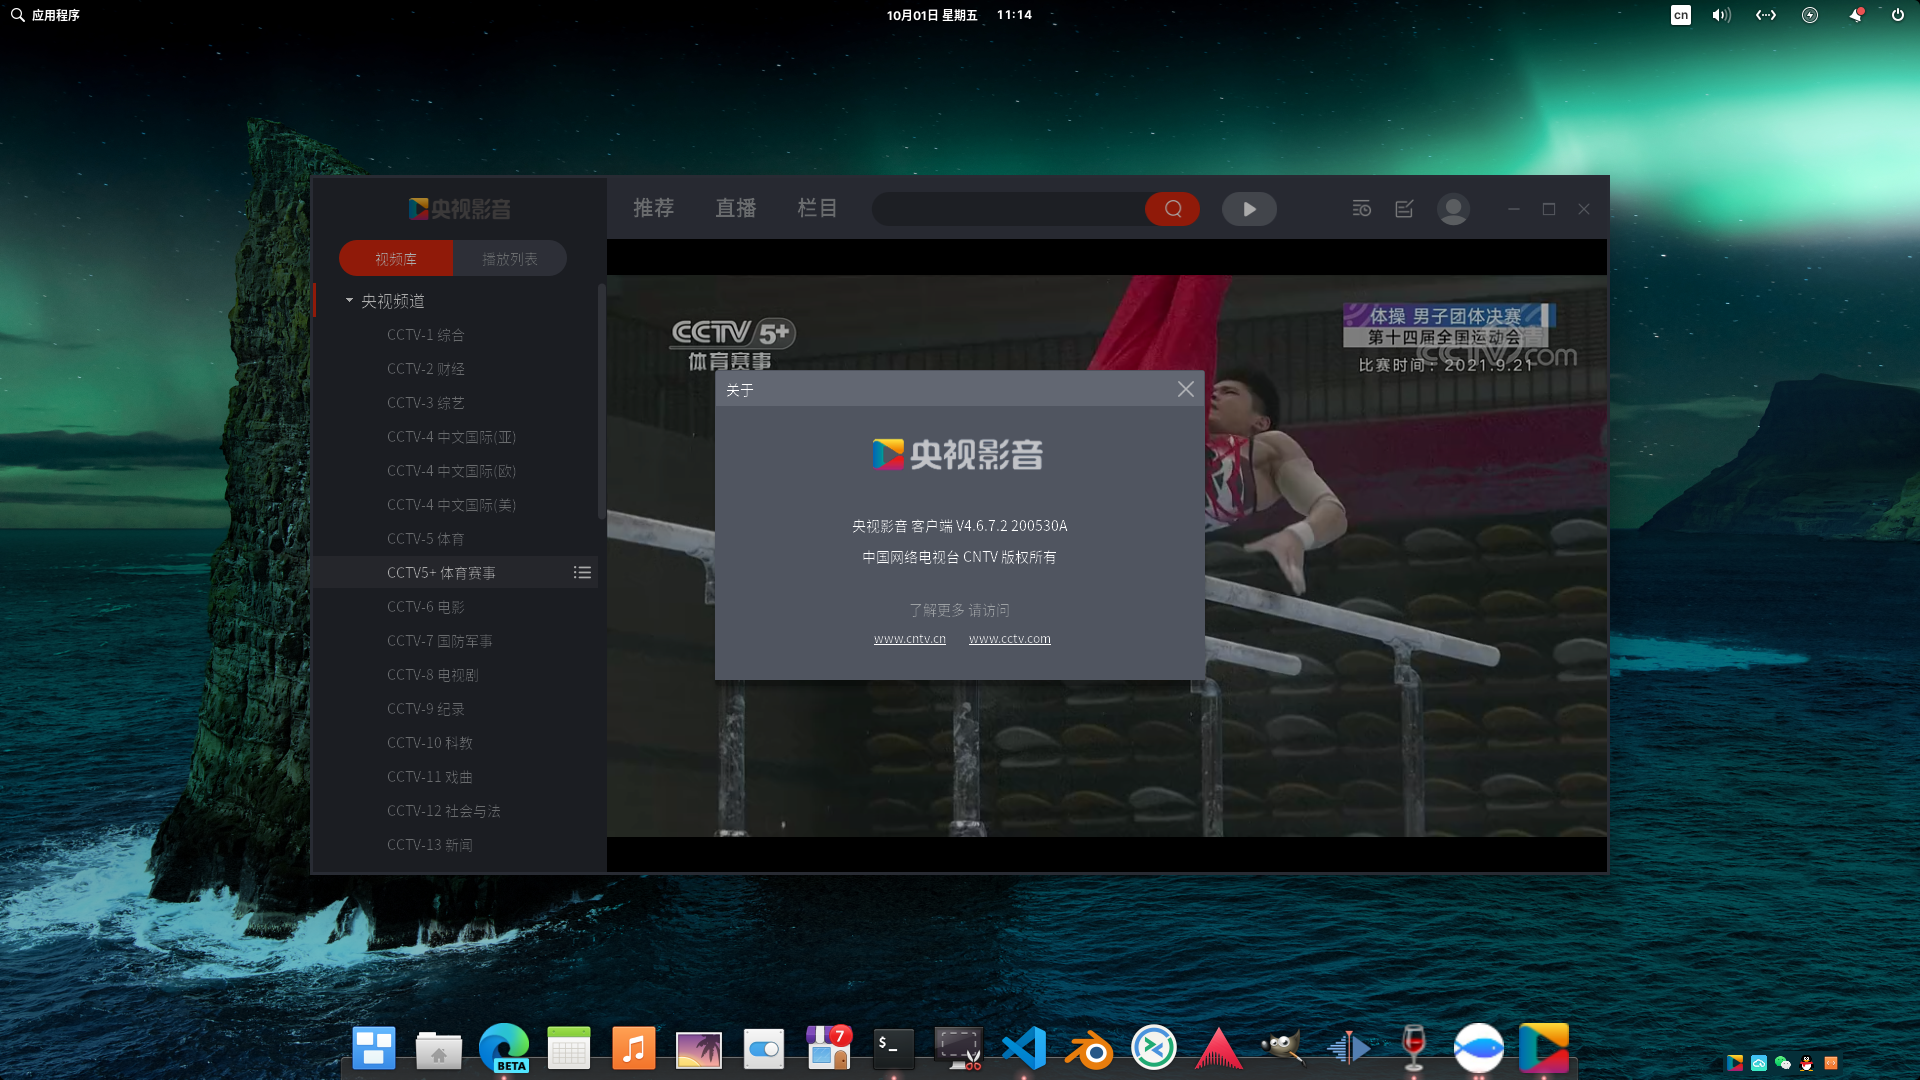 应用程序
10月01日 星期五 11:14
cn
央视影音
推荐 直播 栏目
视频库 播放列表
央视频道
CCTV-1 综合
CCTV-2 财经
CCTV-3 综艺
CCTV-4 中文国际(亚)
CCTV-4 中文国际(欧)
CCTV-4 中文国际(美)
CCTV-5 体育
CCTV5+ 体育赛事
CCTV-6 电影
CCTV-7 国防军事
CCTV-8 电视剧
CCTV-9 纪录
CCTV-10 科教
CCTV-11 戏曲
CCTV-12 社会与法
CCTV-13 新闻
CCTV 5+
体育赛事
体操 男子团体决赛
第十四届全国运动会
CCTV.com
比赛时间：2021.9.21
关于
央视影音
央视影音 客户端 V4.6.7.2 200530A
中国网络电视台 CNTV 版权所有
了解更多 请访问
www.cntv.cn www.cctv.com
BETA
7
$_